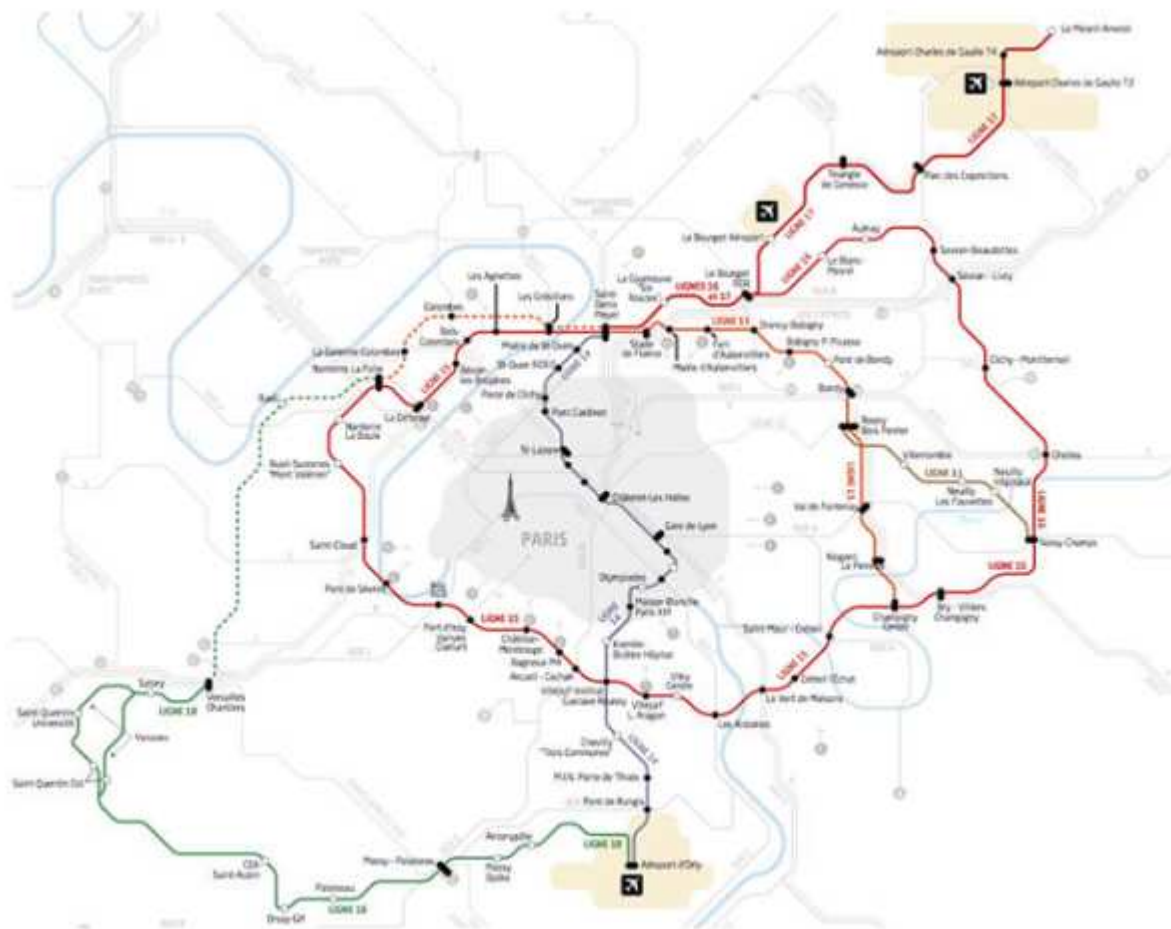 Le Mesnil-Amelot
Aéroport Charles de Gaulle T4
Aéroport Charles de Gaulle T2
LIGNE 17
Parc des Expositions
Triangle
de Gonesse
LIGNE 17
Le Bourget Aéroport
Aulnay
Le Blanc-
Mesnil
LIGNE 16
Sevran-Beaudottes
Sevran - Livry
La Courneuve
"Six
Routes"
Le Bourget
RER
LIGNES 16
et 17
Les Agnettes
Les Grésillons
Saint-
Denis
Pleyel
Colombes
Bois-
Colombes
Mairie de St-Ouen
Stade
de France
LIGNE 15
Drancy-Bobigny
Fort
d'Aubervilliers
Mairie d'Aubervilliers
Bobigny P. Picasso
Pont de Bondy
Bondy
Clichy - Montfermeil
La Garenne-Colombes
Nanterre La Folie
LIGNE 15
La Défense
Rueil
Nanterre
La Boule
LIGNE 14
Porte de Clichy
Pont Cardinet
St-Lazare
Rosny
Bois Perrier
Villemomble
LIGNE 11
Neuilly
Hôpitaux
Neuilly
Les Fauvettes
Chelles
LIGNE 16
Noisy-Champs
Rueil-Suresnes
"Mont Valérien"
Châtelet-Les Halles
Gare de Lyon
LIGNE 15
Val de Fontenay
PARIS
Saint-Cloud
Nogent
Le Perreux
LIGNE 15
Olympiades
Maison Blanche
Paris XIII
Pont de Sèvres
Champigny
Centre
Bry - Villiers
Champigny
LIGNE 15
Fort d'Issy
Vanves
Clamart
Châtillon-
Montrouge
Bagneux M4
Arcueil - Cachan
LIGNE
14
Kremlin-
Bicêtre Hôpital
Saint-Maur - Créteil
LIGNE 15
Créteil l'Échat
Le Vert de Maisons
Villejuif Institut
Gustave Roussy
Villejuif
L. Aragon
Vitry
Centre
Les Ardoines
Satory
LIGNE 18
Versailles
Chantiers
Saint-Quentin
Université
Saint-Quentin Est
Chevilly
"Trois Communes"
LIGNE 14
M.I.N. Porte de Thiais
Pont de Rungis
Aéroport d'Orly
LIGNE 18
Antonypôle
Massy
Opéra
Massy - Palaiseau
CEA
Saint-Aubin
Palaiseau
Orsay-Gif
LIGNE 18